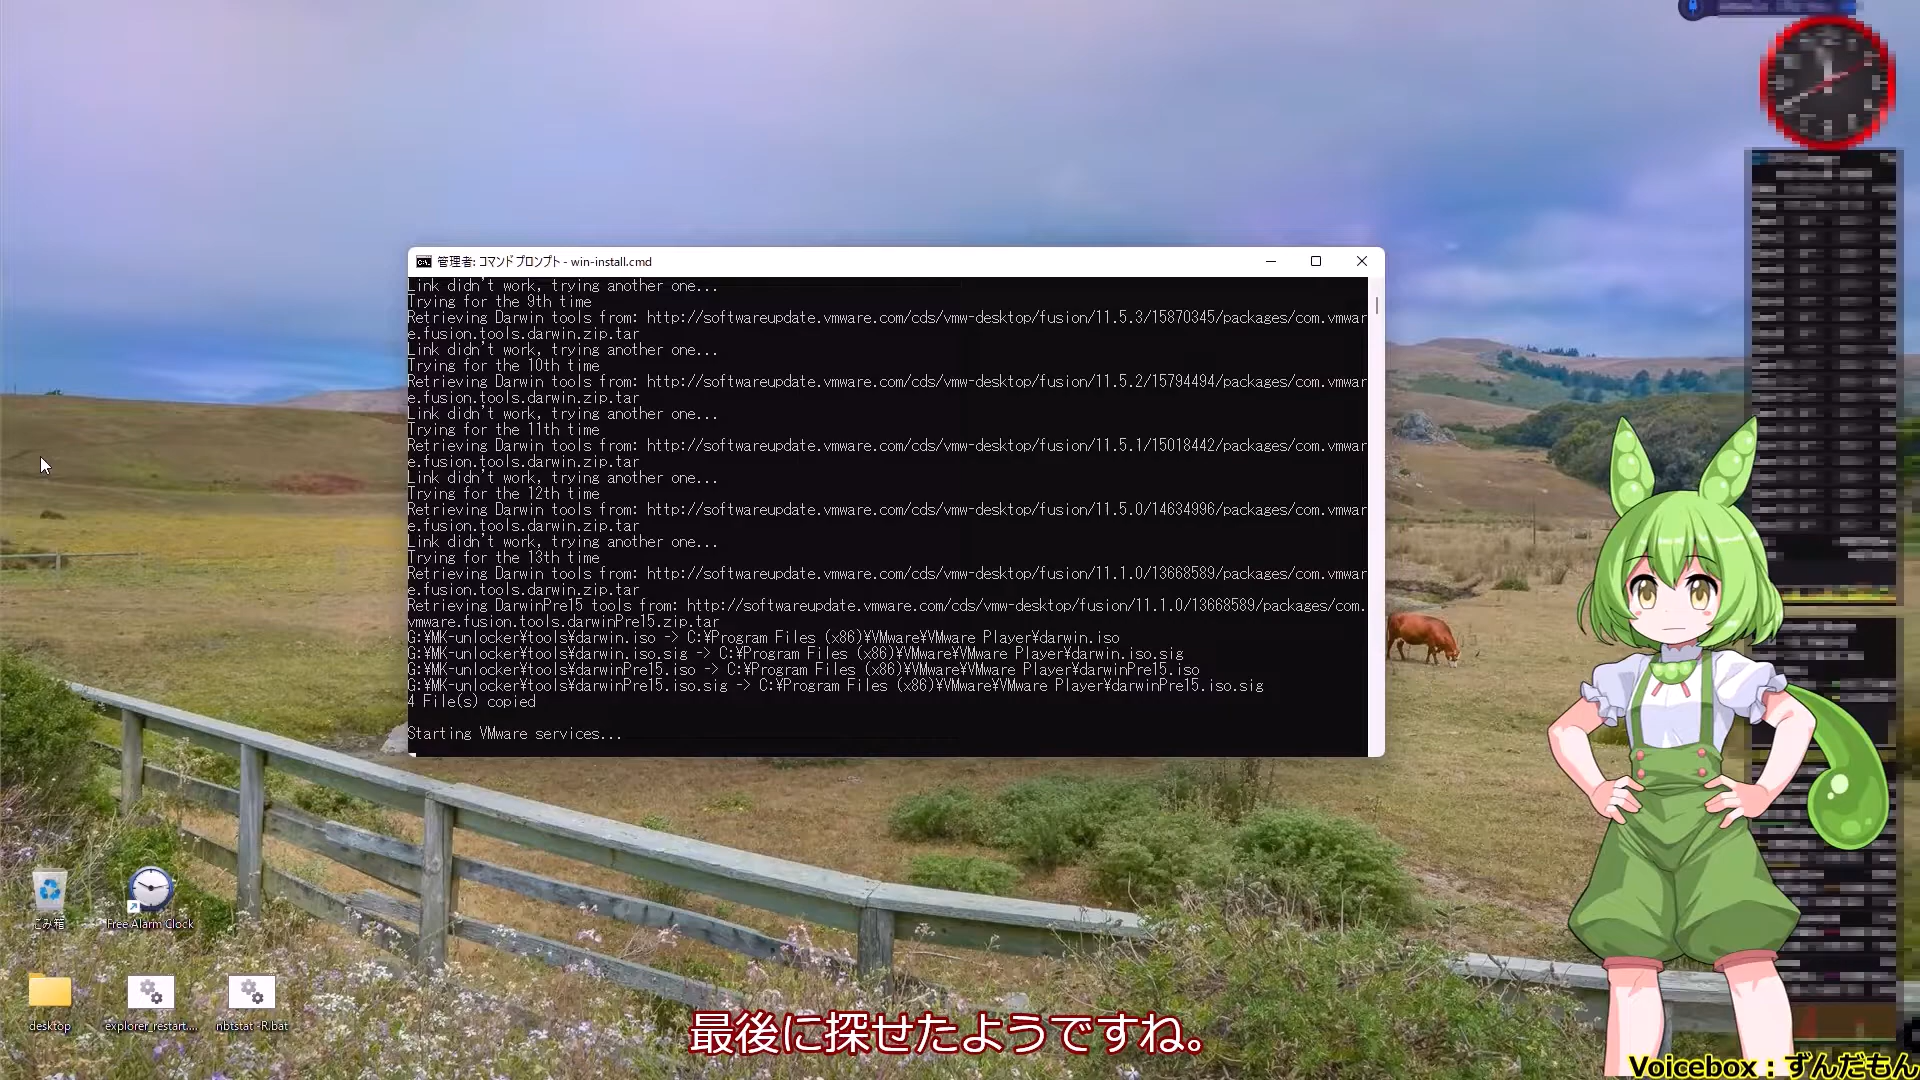 管理者: コマンド プロンプト - win-install.cmd
Link didn't work, trying another one...
Trying for the 9th time
Retrieving Darwin tools from: http://softwareupdate.vmware.com/cds/vmw-desktop/fusion/11.5.3/15870345/packages/com.vmwar
e.fusion.tools.darwin.zip.tar
Link didn't work, trying another one...
Trying for the 10th time
Retrieving Darwin tools from: http://softwareupdate.vmware.com/cds/vmw-desktop/fusion/11.5.2/15794494/packages/com.vmwar
e.fusion.tools.darwin.zip.tar
Link didn't work, trying another one...
Trying for the 11th time
Retrieving Darwin tools from: http://softwareupdate.vmware.com/cds/vmw-desktop/fusion/11.5.1/15018442/packages/com.vmwar
e.fusion.tools.darwin.zip.tar
Link didn't work, trying another one...
Trying for the 12th time
Retrieving Darwin tools from: http://softwareupdate.vmware.com/cds/vmw-desktop/fusion/11.5.0/14634996/packages/com.vmwar
e.fusion.tools.darwin.zip.tar
Link didn't work, trying another one...
Trying for the 13th time
Retrieving Darwin tools from: http://softwareupdate.vmware.com/cds/vmw-desktop/fusion/11.1.0/13668589/packages/com.vmwar
e.fusion.tools.darwin.zip.tar
Retrieving DarwinPre15 tools from: http://softwareupdate.vmware.com/cds/vmw-desktop/fusion/11.1.0/13668589/packages/com.
vmware.fusion.tools.darwinPre15.zip.tar
G:¥MK-unlocker¥tools¥darwin.iso -> C:¥Program Files (x86)¥VMware¥VMware Player¥darwin.iso
G:¥MK-unlocker¥tools¥darwin.iso.sig -> C:¥Program Files (x86)¥VMware¥VMware Player¥darwin.iso.sig
G:¥MK-unlocker¥tools¥darwinPre15.iso -> C:¥Program Files (x86)¥VMware¥VMware Player¥darwinPre15.iso
G:¥MK-unlocker¥tools¥darwinPre15.iso.sig -> C:¥Program Files (x86)¥VMware¥VMware Player¥darwinPre15.iso.sig
4 File(s) copied
Starting VMware services...
ごみ箱
Free Alarm Clock
desktop
explorer_restart....
nbtstat -R.bat
最後に探せたようですね。
Voicebox：ずんだもん